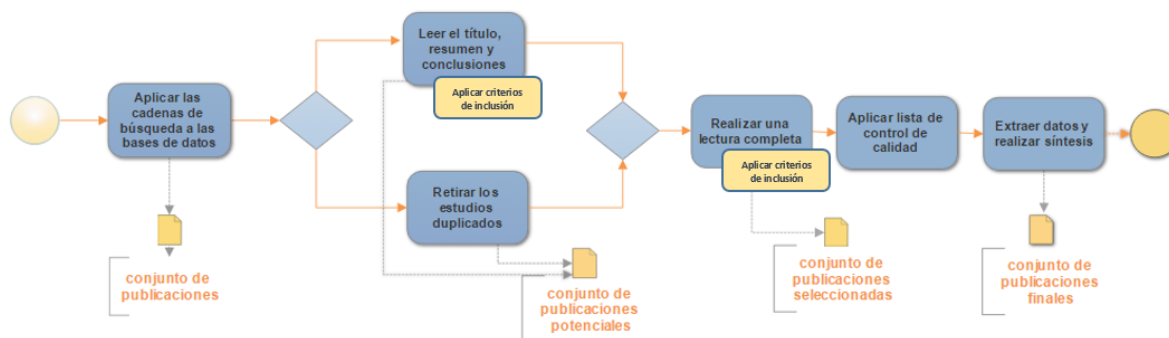 Aplicar las
cadenas de
búsqueda a las
bases de datos
conjunto de
publicaciones
Leer el título,
resumen y
conclusiones
Aplicar criterios
de inclusión
Retirar los
estudios
duplicados
conjunto de
publicaciones
potenciales
Realizar una
lectura completa
Aplicar criterios
de inclusión
conjunto de
publicaciones
seleccionadas
Aplicar lista de
control de
calidad
Extraer datos y
realizar síntesis
conjunto de
publicaciones
finales